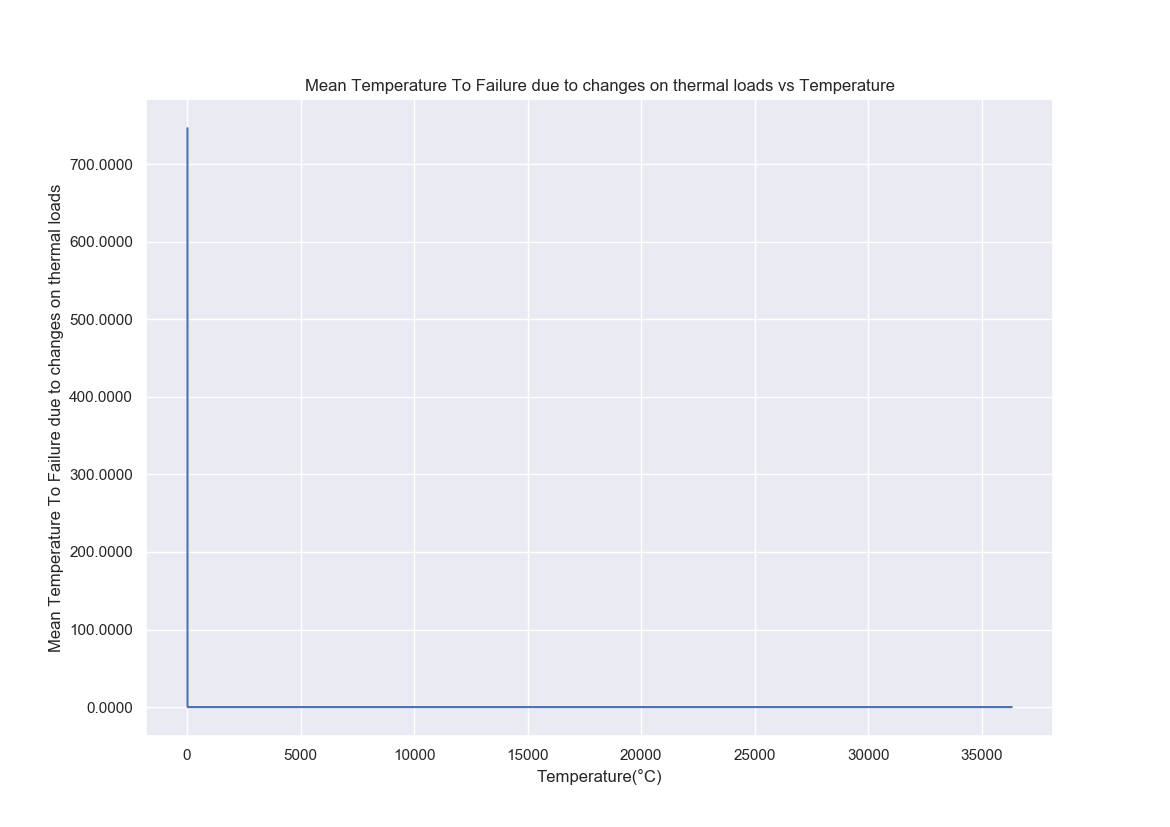 Mean Temperature To Failure due to changes on thermal loads vs Temperature
Mean Temperature To Failure due to changes on thermal loads
700.0000
600.0000
500.0000
400.0000
300.0000
200.0000
100.0000
0.0000
0 5000 10000 15000 20000 25000 30000 35000
Temperature(°C)